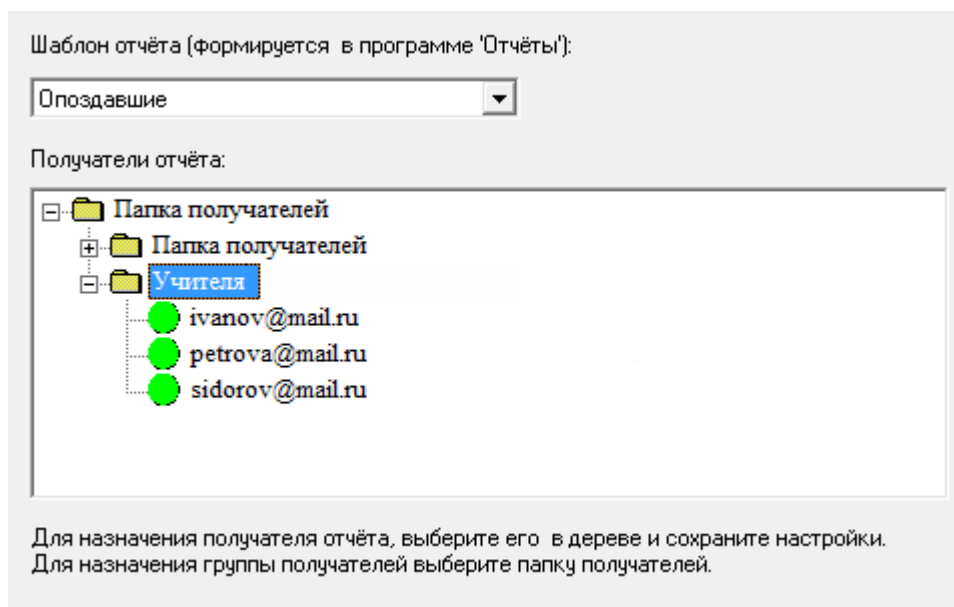 Шаблон отчёта (формируется в программе 'Отчёты'):
Опоздавшие
Получатели отчёта:
Папка получателей
Папка получателей
Учителя
ivanov@mail.ru
petrova@mail.ru
sidorov@mail.ru
Для назначения получателя отчёта, выберите его в дереве и сохраните настройки.
Для назначения группы получателей выберите папку получателей.